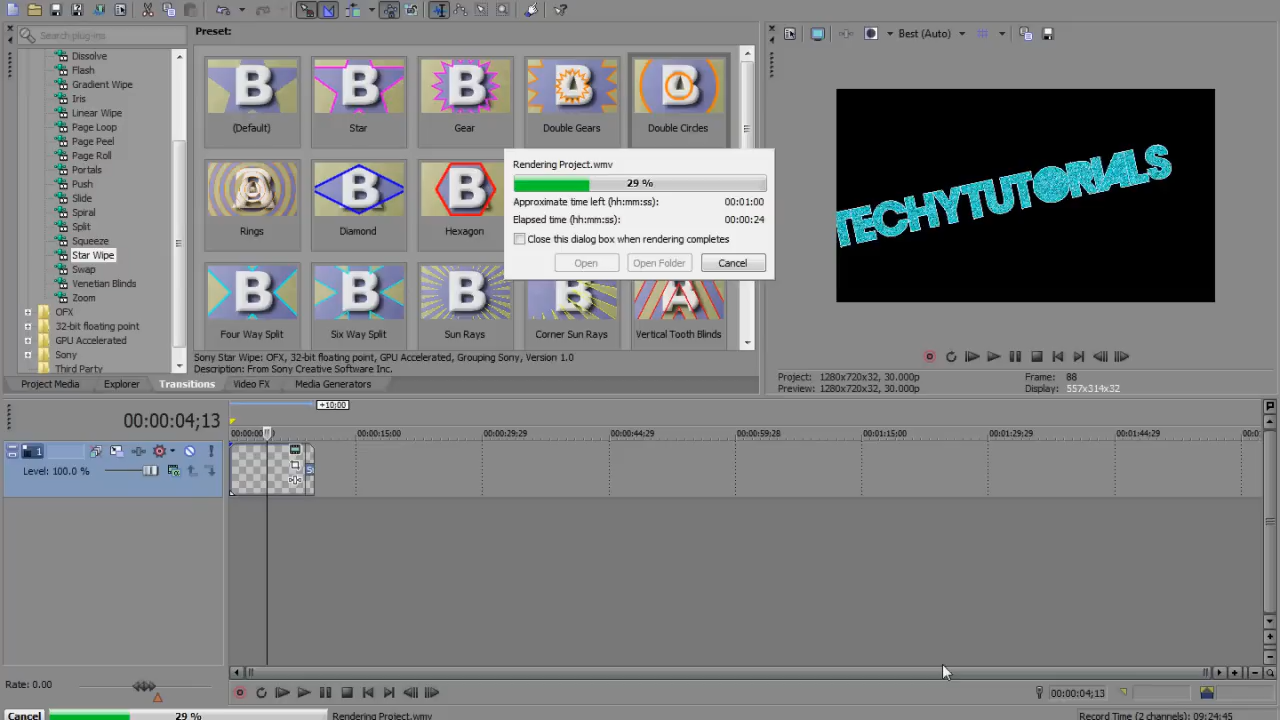 Search plug-ins
Preset:
Best (Auto)
Dissolve
Flash
Gradient Wipe
Iris
Linear Wipe
Page Loop
Page Peel
Page Roll
Portals
Push
Slide
Spiral
Split
Squeeze
Star Wipe
Swap
Venetian Blinds
Zoom
OFX
32-bit floating point
GPU Accelerated
Sony
Third Party
(Default)
Star
Gear
Double Gears
Double Circles
Rings
Diamond
Hexagon
Four Way Split
Six Way Split
Sun Rays
Corner Sun Rays
Vertical Tooth Blinds
Rendering Project.wmv
29 %
Approximate time left (hh:mm:ss): 00:01:00
Elapsed time (hh:mm:ss): 00:00:24
Close this dialog box when rendering completes
Open
Open Folder
Cancel
TECHYTUTORIALS
Sony Star Wipe: OFX, 32-bit floating point, GPU Accelerated, Grouping Sony, Version 1.0
Description: From Sony Creative Software Inc.
Project Media
Explorer
Transitions
Video FX
Media Generators
Project: 1280x720x32, 30.000p
Frame: 88
Preview: 1280x720x32, 30.000p
Display: 557x314x32
00:00:04;13
+10:00
00:00:15:00
00:00:29:29
00:00:44:29
00:00:59:28
00:01:15:00
00:01:29:29
00:01:44:29
1
Level: 100.0 %
Rate: 0.00
00:00:04;13
Cancel
29 %
Rendering Project.wmv
Record Time (2 channels): 09:24:45